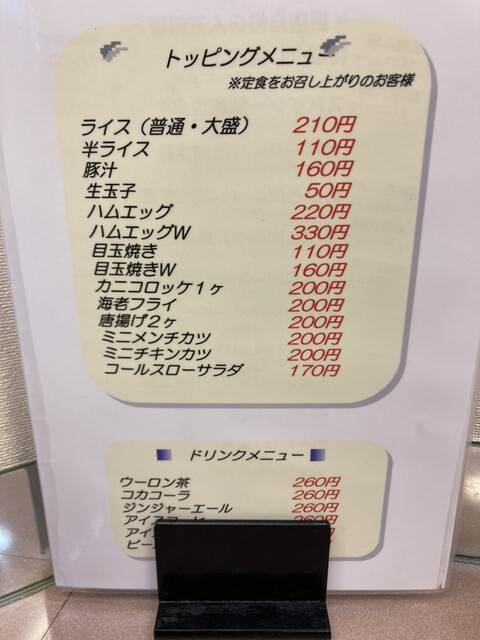 トッピングメニュー
※定食をお召し上がりのお客様
ライス（普通・大盛） 210円
半ライス 110円
豚汁 160円
生玉子 50円
ハムエッグ 220円
ハムエッグW 330円
目玉焼き 110円
目玉焼きW 160円
カニコロッケ1ヶ 200円
海老フライ 200円
唐揚げ2ヶ 200円
ミニメンチカツ 200円
ミニチキンカツ 200円
コールスローサラダ 170円
ドリンクメニュー
ウーロン茶 260円
コカコーラ 260円
ジンジャーエール 260円
260円